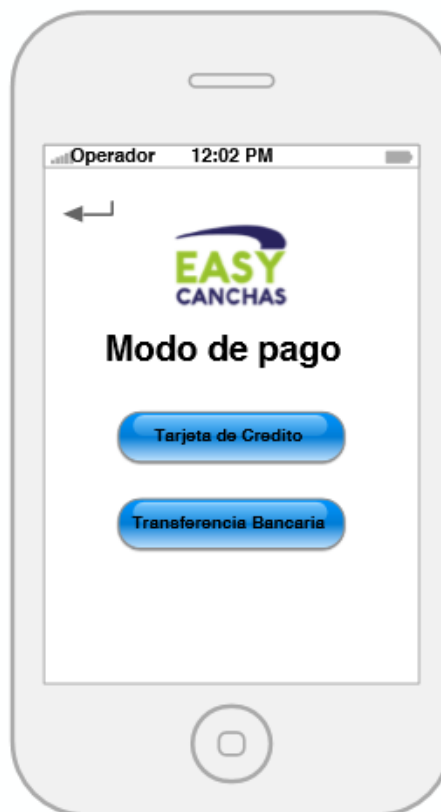 Operador 12:02 PM
EASY
CANCHAS
Modo de pago
Tarjeta de Credito
Transferencia Bancaria